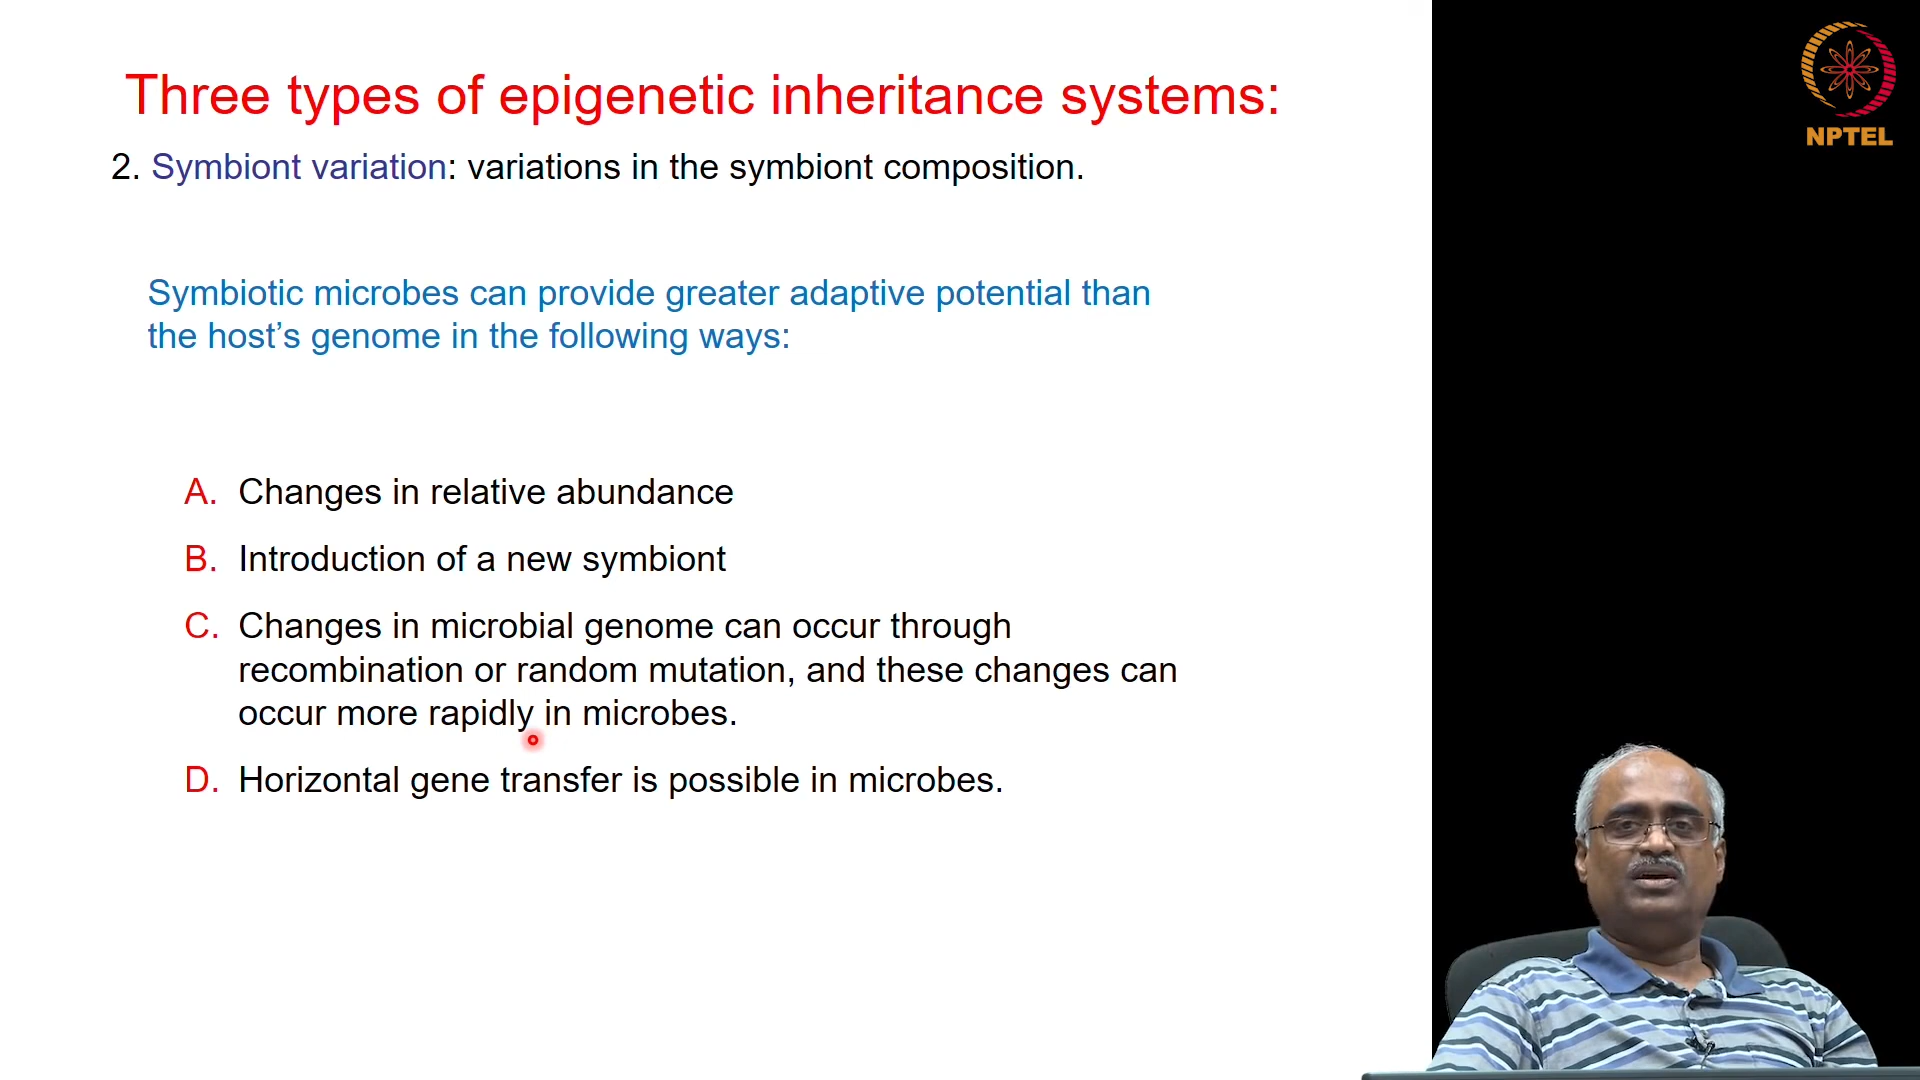 Three types of epigenetic inheritance systems:
2. Symbiont variation: variations in the symbiont composition.
Symbiotic microbes can provide greater adaptive potential than
the host’s genome in the following ways:
A. Changes in relative abundance
B. Introduction of a new symbiont
C. Changes in microbial genome can occur through
recombination or random mutation, and these changes can
occur more rapidly in microbes.
D. Horizontal gene transfer is possible in microbes.
NPTEL